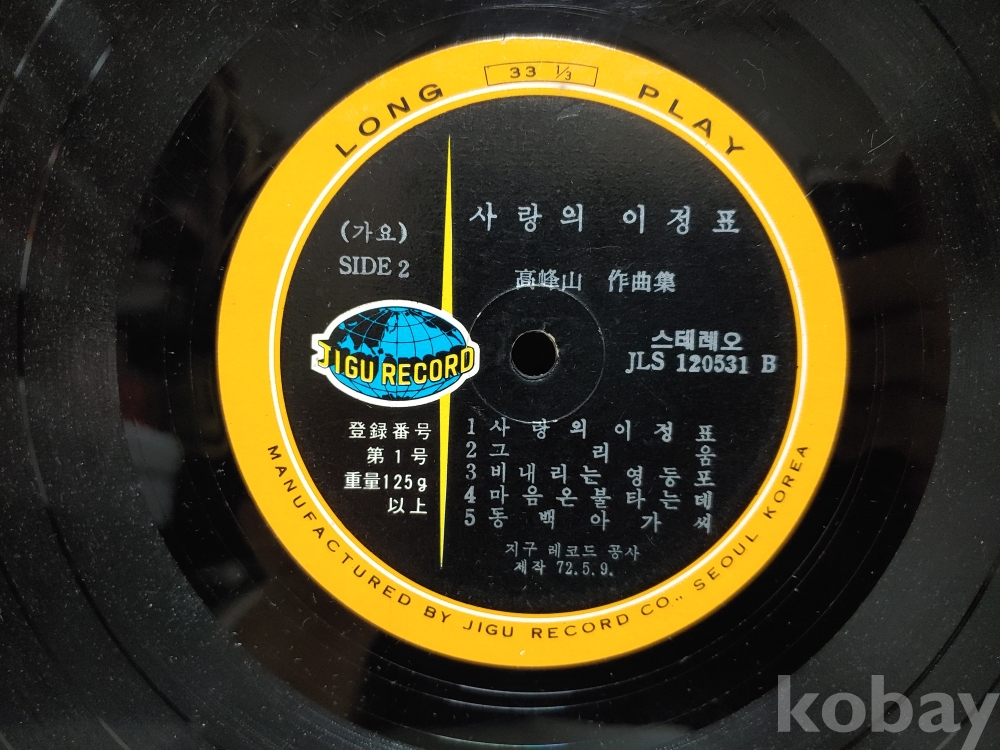 33 ⅓
LONG PLAY
(가요)
SIDE 2
사랑의 이정표
高峰山 作曲集
스테레오
JLS 120531 B
JIGU RECORD
登録番号
第1号
重量125g
以上
1 사랑의이정표
2 그리움
3 비내리는영등포
4 마음은불타는데
5 동백아가씨
지구 레코드 공사
제작 72.5.9.
MANUFACTURED BY JIGU RECORD CO., SEOUL KOREA
kobay